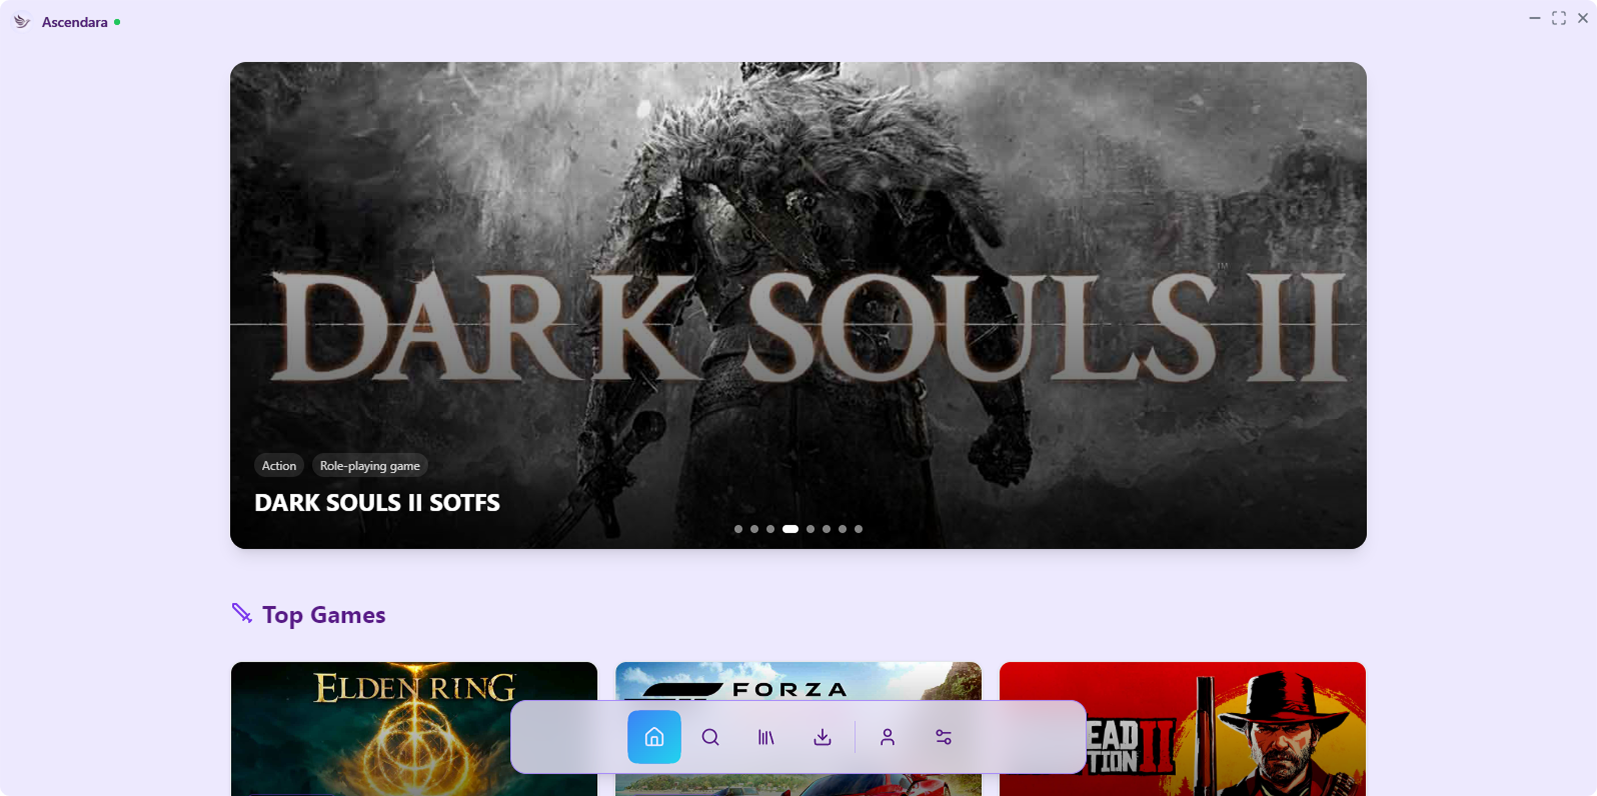 Ascendara
DARK SOULS II
™
Action
Role-playing game
DARK SOULS II SOTFS
Top Games
ELDEN RING
FORZA
EAD
II
TION